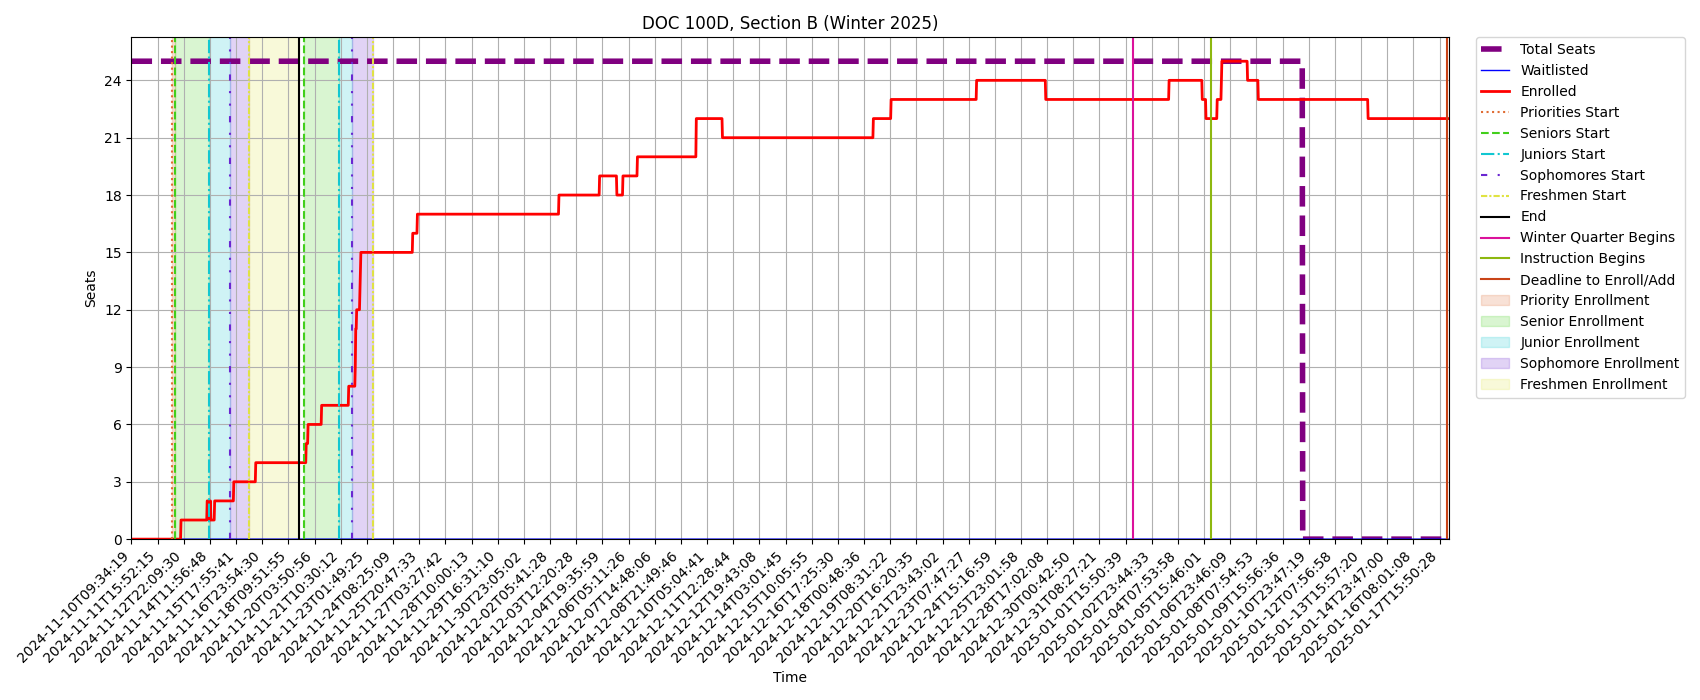 DOC 100D, Section B (Winter 2025)
Seats
24
21
18
15
12
9
6
3
0
2024-11-10T09:34:19
2024-11-11T15:52:15
2024-11-12T22:09:30
2024-11-14T11:56:48
2024-11-15T17:55:41
2024-11-16T23:54:30
2024-11-18T09:51:55
2024-11-20T03:50:56
2024-11-21T10:30:12
2024-11-23T01:49:25
2024-11-24T08:25:09
2024-11-25T20:47:33
2024-11-27T03:27:42
2024-11-28T10:00:13
2024-11-29T16:31:10
2024-11-30T23:05:02
2024-12-02T05:41:28
2024-12-03T12:20:28
2024-12-04T19:35:59
2024-12-06T05:11:26
2024-12-07T14:48:06
2024-12-08T21:49:46
2024-12-10T05:04:41
2024-12-11T12:28:44
2024-12-12T19:43:08
2024-12-14T03:01:45
2024-12-15T10:05:55
2024-12-16T17:25:30
2024-12-18T00:48:36
2024-12-19T08:31:22
2024-12-20T16:20:35
2024-12-21T23:43:02
2024-12-23T07:47:27
2024-12-24T15:16:59
2024-12-25T23:01:58
2024-12-28T17:02:08
2024-12-30T00:42:50
2024-12-31T08:27:21
2025-01-01T15:50:39
2025-01-02T23:44:33
2025-01-04T07:53:58
2025-01-05T15:46:01
2025-01-06T23:46:09
2025-01-08T07:54:53
2025-01-09T15:56:36
2025-01-10T23:47:19
2025-01-12T07:56:58
2025-01-13T15:57:20
2025-01-14T23:47:00
2025-01-16T08:01:08
2025-01-17T15:50:28
Time
Total Seats
Waitlisted
Enrolled
Priorities Start
Seniors Start
Juniors Start
Sophomores Start
Freshmen Start
End
Winter Quarter Begins
Instruction Begins
Deadline to Enroll/Add
Priority Enrollment
Senior Enrollment
Junior Enrollment
Sophomore Enrollment
Freshmen Enrollment